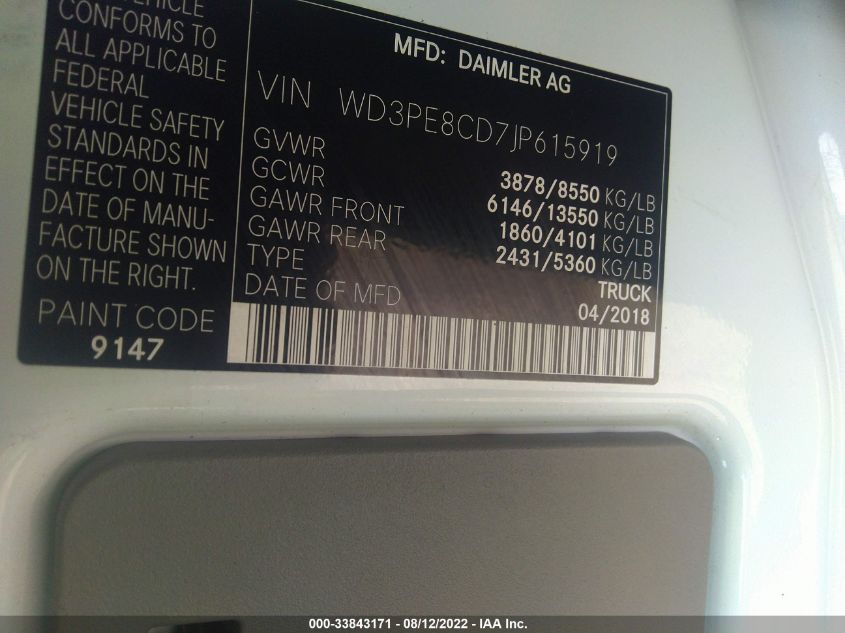 VEHICLE
CONFORMS TO
ALL APPLICABLE
FEDERAL
VEHICLE SAFETY
STANDARDS IN
EFFECT ON THE
DATE OF MANU-
FACTURE SHOWN
ON THE RIGHT.
PAINT CODE
9147
MFD: DAIMLER AG
VIN WD3PE8CD7JP615919
GVWR 3878/8550 KG/LB
GCWR 6146/13550 KG/LB
GAWR FRONT 1860/4101 KG/LB
GAWR REAR 2431/5360 KG/LB
TYPE TRUCK
DATE OF MFD 04/2018
000-33843171 - 08/12/2022 - IAA Inc.